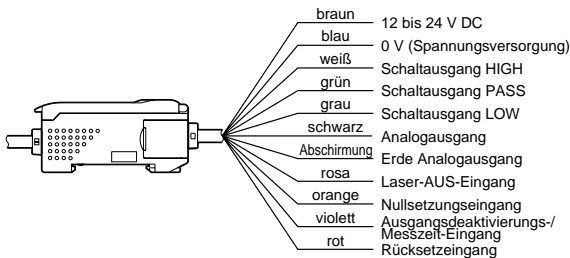 braun 12 bis 24 V DC
blau 0 V (Spannungsversorgung)
weiß Schaltausgang HIGH
grün Schaltausgang PASS
grau Schaltausgang LOW
schwarz Analogausgang
Abschirmung Erde Analogausgang
rosa Laser-AUS-Eingang
orange Nullsetzungseingang
violett Ausgangsdeaktivierungs-/
Messzeit-Eingang
rot Rücksetzeingang